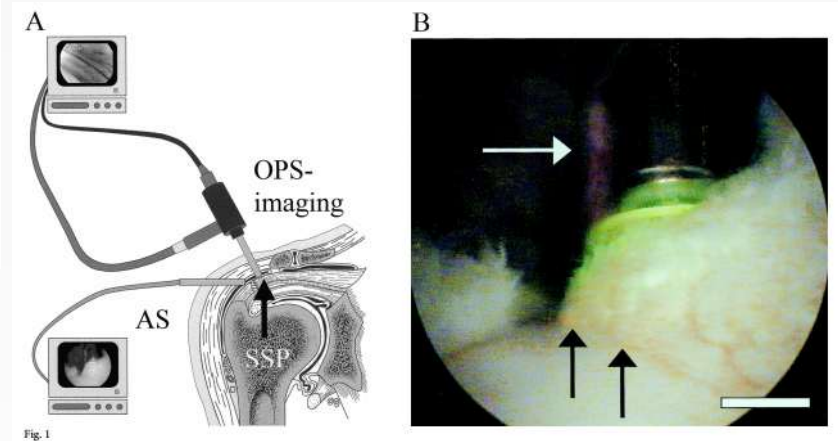 A
B
OPS-
imaging
AS
SSP
Fig. 1